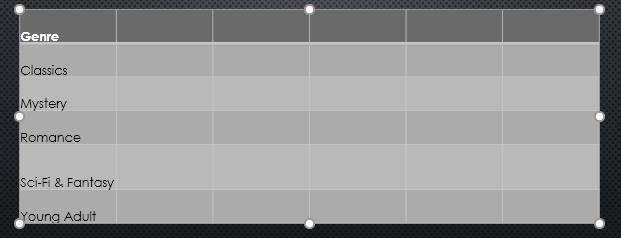 Genre
Classics
Mystery
Romance
Sci-Fi & Fantasy
Young Adult